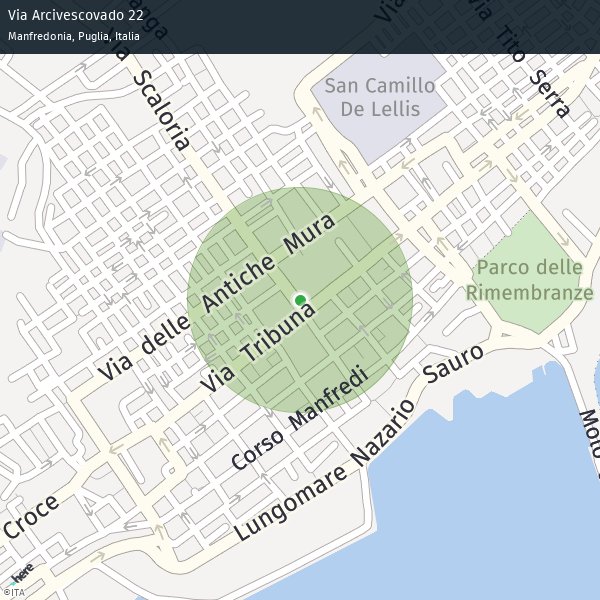 Via Arcivescovado 22
Manfredonia, Puglia, Italia
Via
Via Tito Serra
Via Scaloria
San Camillo
De Lellis
Via delle Antiche Mura
Parco delle
Rimembranze
Via Tribuna
Corso Manfredi
Lungomare Nazario Sauro
Molo
Croce
here
©ITA